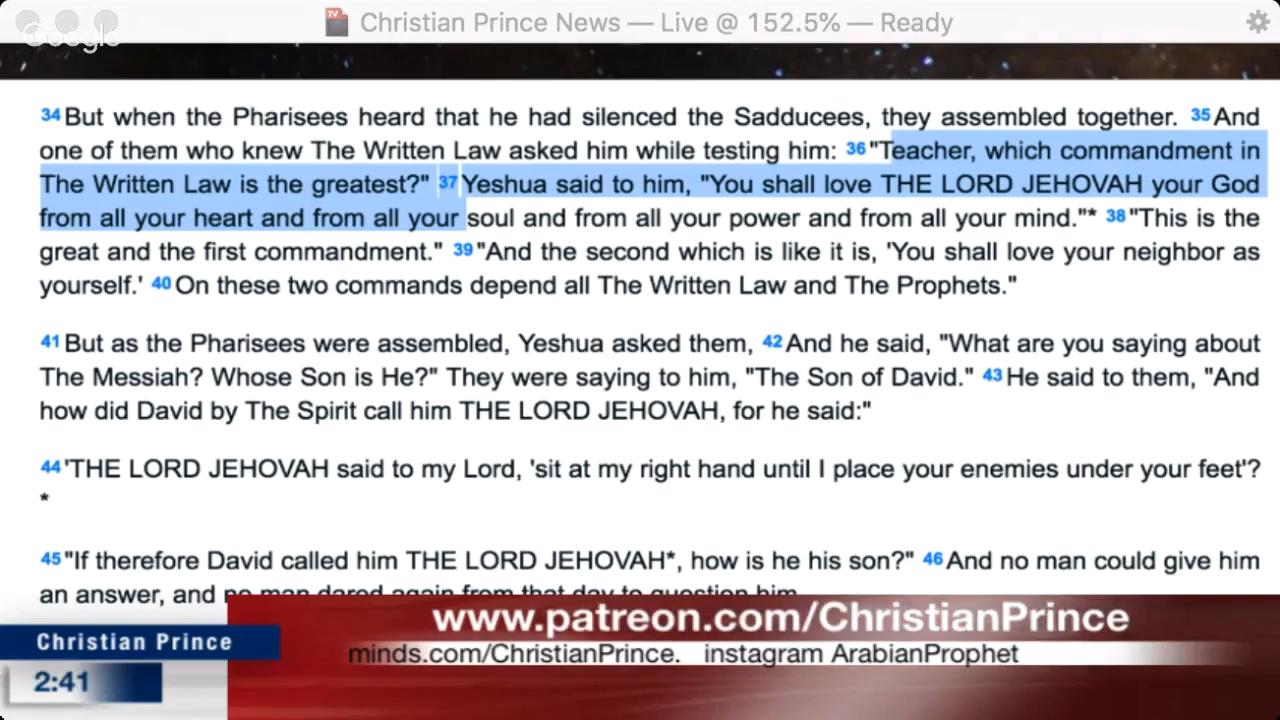 Christian Prince News — Live @ 152.5% — Ready
TV
Google
34 But when the Pharisees heard that he had silenced the Sadducees, they assembled together. 35 And
one of them who knew The Written Law asked him while testing him: 36 "Teacher, which commandment in
The Written Law is the greatest?" 37 Yeshua said to him, "You shall love THE LORD JEHOVAH your God
from all your heart and from all your soul and from all your power and from all your mind."* 38 "This is the
great and the first commandment." 39 "And the second which is like it is, 'You shall love your neighbor as
yourself.' 40 On these two commands depend all The Written Law and The Prophets."
41 But as the Pharisees were assembled, Yeshua asked them, 42 And he said, "What are you saying about
The Messiah? Whose Son is He?" They were saying to him, "The Son of David." 43 He said to them, "And
how did David by The Spirit call him THE LORD JEHOVAH, for he said:"
44 'THE LORD JEHOVAH said to my Lord, 'sit at my right hand until I place your enemies under your feet'?
*
45 "If therefore David called him THE LORD JEHOVAH*, how is he his son?" 46 And no man could give him
an answer, and no man dared again from that day to question him.
www.patreon.com/ChristianPrince
Christian Prince
minds.com/ChristianPrince. instagram ArabianProphet
2:41